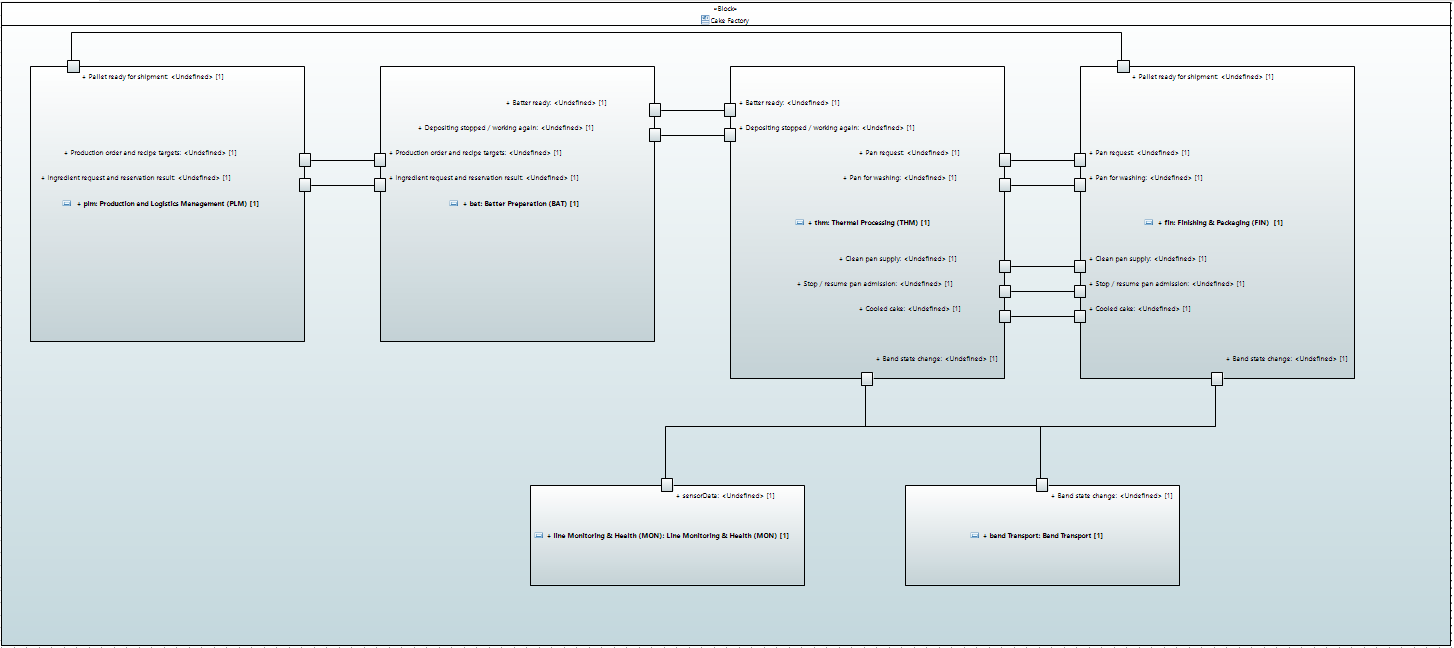 «Block»
Cake Factory
+ Pallet ready for shipment: <Undefined> [1]
+ Production order and recipe targets: <Undefined> [1]
+ Ingredient request and reservation result: <Undefined> [1]
+ plm: Production and Logistics Management (PLM) [1]
+ Batter ready: <Undefined> [1]
+ Depositing stopped / working again: <Undefined> [1]
+ Production order and recipe targets: <Undefined> [1]
+ Ingredient request and reservation result: <Undefined> [1]
+ bat: Batter Preparation (BAT) [1]
+ Batter ready: <Undefined> [1]
+ Depositing stopped / working again: <Undefined> [1]
+ Pan request: <Undefined> [1]
+ Pan for washing: <Undefined> [1]
+ thm: Thermal Processing (THM) [1]
+ Clean pan supply: <Undefined> [1]
+ Stop / resume pan admission: <Undefined> [1]
+ Cooled cake: <Undefined> [1]
+ Band state change: <Undefined> [1]
+ Pallet ready for shipment: <Undefined> [1]
+ Pan request: <Undefined> [1]
+ Pan for washing: <Undefined> [1]
+ fin: Finishing & Packaging (FIN) [1]
+ Clean pan supply: <Undefined> [1]
+ Stop / resume pan admission: <Undefined> [1]
+ Cooled cake: <Undefined> [1]
+ Band state change: <Undefined> [1]
+ sensorData: <Undefined> [1]
+ line Monitoring & Health (MON): Line Monitoring & Health (MON) [1]
+ Band state change: <Undefined> [1]
+ band Transport: Band Transport [1]